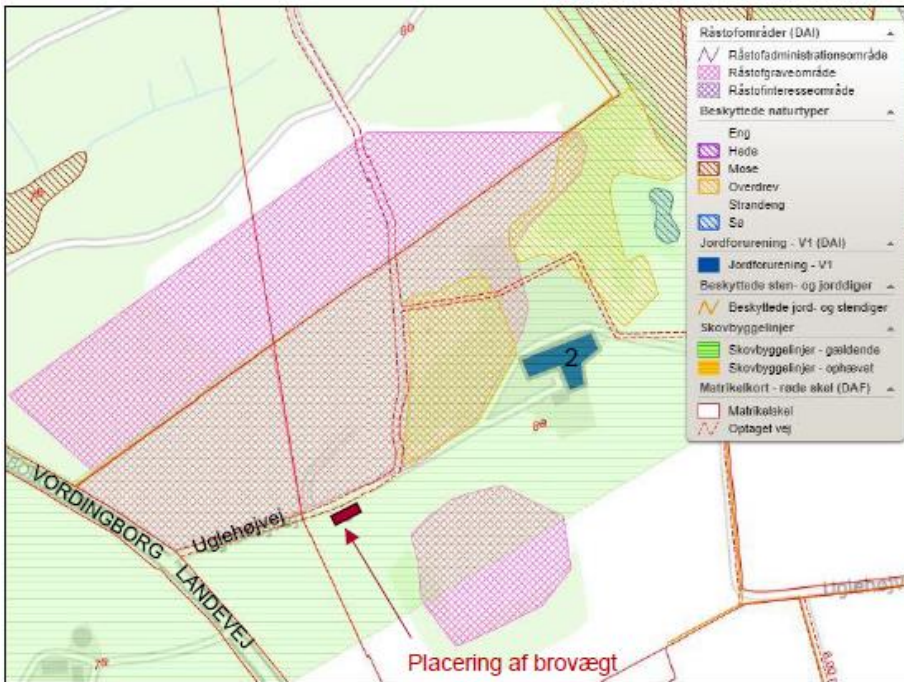 Råstofområder (DAI)
Råstofadministrationsområde
Råstofgraveområde
Råstofinteresseområde
Beskyttede naturtyper
Eng
Hede
Mose
Overdrev
Strandeng
Sø
Jordforurening - V1 (DAI)
Jordforurening - V1
Beskyttede sten- og jorddiger
Beskyttede jord- og stendiger
Skovbyggelinjer
Skovbyggelinjer - gældende
Skovbyggelinjer - ophævet
Matrikelkort - røde skel (DAF)
Matrikelskel
Optaget vej
2
8a
VORDINGBORG
LANDEVEJ
Uglehøjvej
Uglehøjv
Placering af brovægt